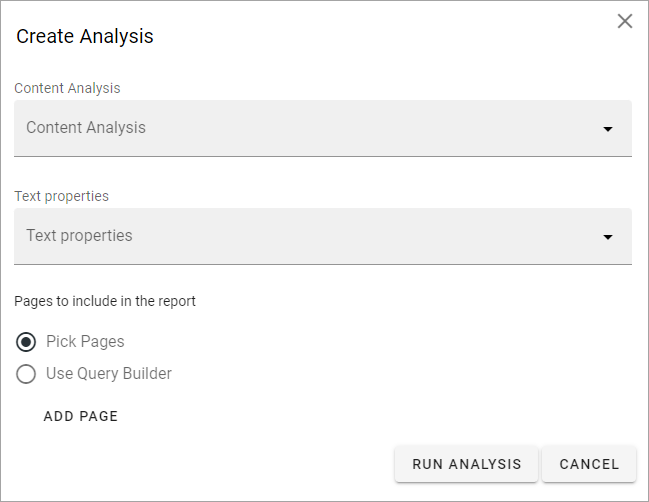 Create Analysis
Content Analysis
Content Analysis
Text properties
Text properties
Pages to include in the report
Pick Pages
Use Query Builder
ADD PAGE
RUN ANALYSIS CANCEL